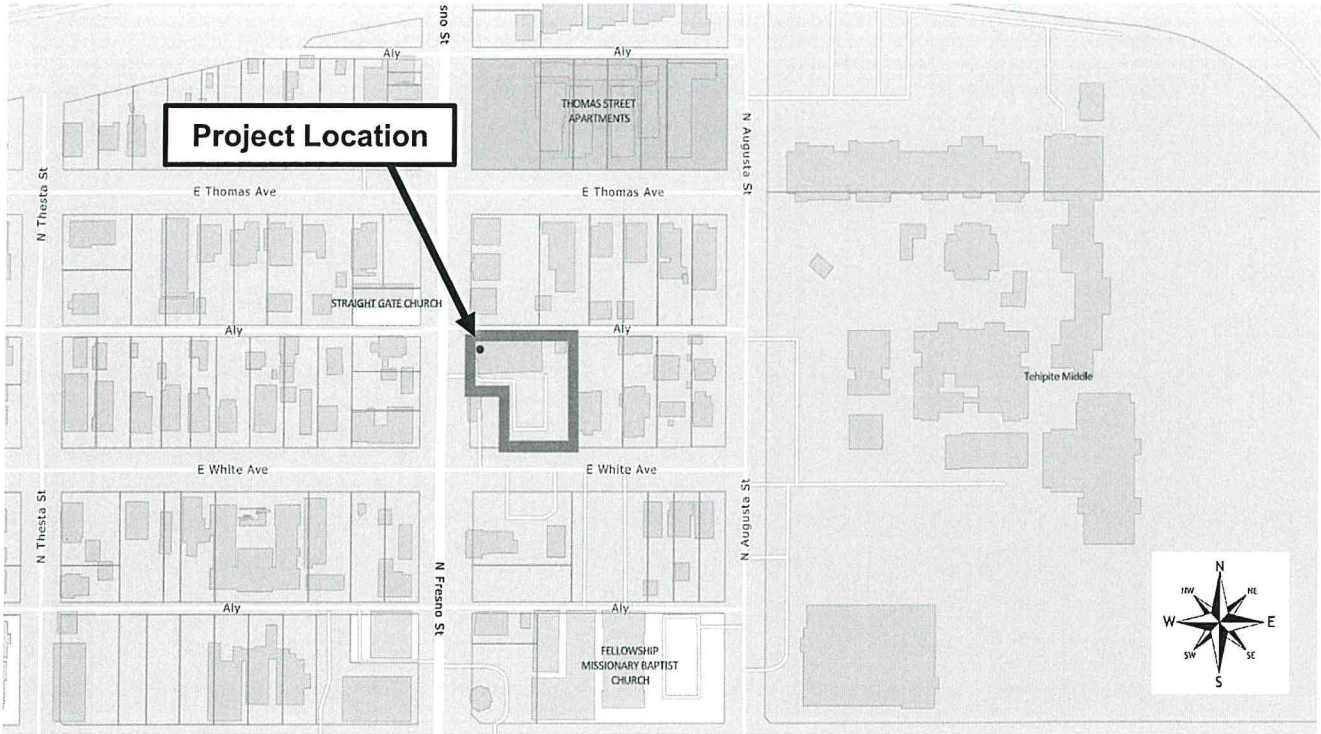 sno St
Aly
THOMAS STREET
APARTMENTS
Project Location
N Augusta St
E Thomas Ave
E Thomas Ave
N Thesta St
STRAIGHT GATE CHURCH
Aly
Aly
Tehipite Middle
E White Ave
E White Ave
N Thesta St
N Augusta St
N Fresno St
Aly
Aly
FELLOWSHIP
MISSIONARY BAPTIST
CHURCH
N
NW
NE
W
E
SW
SE
S